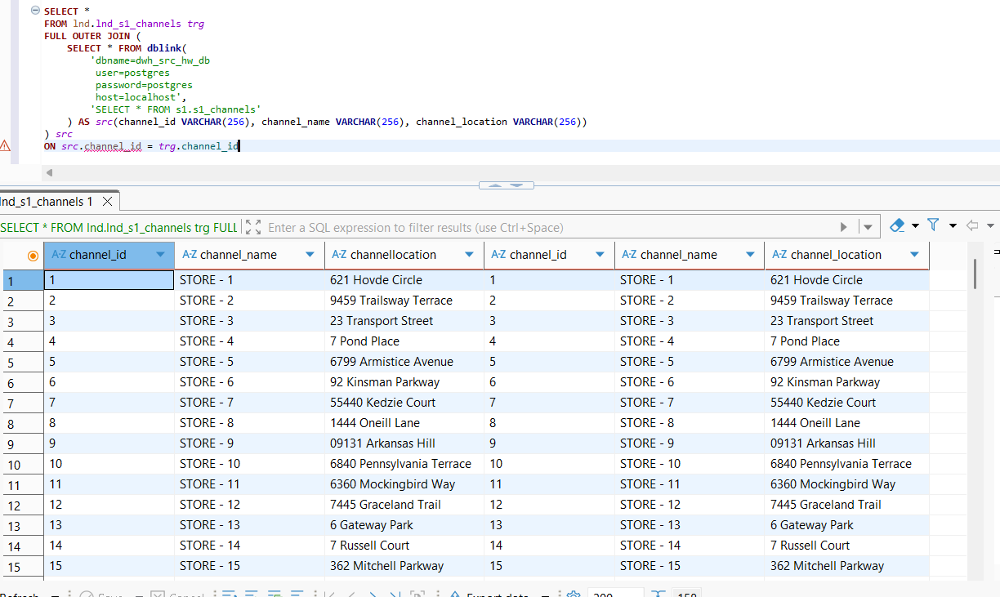 SELECT *
FROM lnd.lnd_s1_channels trg
FULL OUTER JOIN (
SELECT * FROM dblink(
'dbname=dwh_src_hw_db
user=postgres
password=postgres
host=localhost',
'SELECT * FROM s1.s1_channels'
) AS src(channel_id VARCHAR(256), channel_name VARCHAR(256), channel_location VARCHAR(256))
) src
ON src.channel_id = trg.channel_id
lnd_s1_channels 1
SELECT * FROM lnd.lnd_s1_channels trg FULL Enter a SQL expression to filter results (use Ctrl+Space)
A-Z channel_id A-Z channel_name A-Z channellocation A-Z channel_id A-Z channel_name A-Z channel_location
1 1 STORE - 1 621 Hovde Circle 1 STORE - 1 621 Hovde Circle
2 2 STORE - 2 9459 Trailsway Terrace 2 STORE - 2 9459 Trailsway Terrace
3 3 STORE - 3 23 Transport Street 3 STORE - 3 23 Transport Street
4 4 STORE - 4 7 Pond Place 4 STORE - 4 7 Pond Place
5 5 STORE - 5 6799 Armistice Avenue 5 STORE - 5 6799 Armistice Avenue
6 6 STORE - 6 92 Kinsman Parkway 6 STORE - 6 92 Kinsman Parkway
7 7 STORE - 7 55440 Kedzie Court 7 STORE - 7 55440 Kedzie Court
8 8 STORE - 8 1444 Oneill Lane 8 STORE - 8 1444 Oneill Lane
9 9 STORE - 9 09131 Arkansas Hill 9 STORE - 9 09131 Arkansas Hill
10 10 STORE - 10 6840 Pennsylvania Terrace 10 STORE - 10 6840 Pennsylvania Terrace
11 11 STORE - 11 6360 Mockingbird Way 11 STORE - 11 6360 Mockingbird Way
12 12 STORE - 12 7445 Graceland Trail 12 STORE - 12 7445 Graceland Trail
13 13 STORE - 13 6 Gateway Park 13 STORE - 13 6 Gateway Park
14 14 STORE - 14 7 Russell Court 14 STORE - 14 7 Russell Court
15 15 STORE - 15 362 Mitchell Parkway 15 STORE - 15 362 Mitchell Parkway
Refresh Save Cancel Export data 200 150